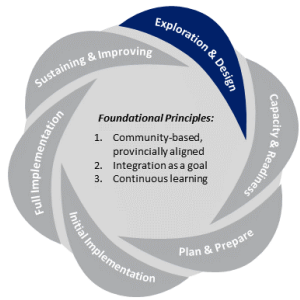 Exploration & Design
Capacity & Readiness
Plan & Prepare
Initial Implementation
Full Implementation
Sustaining & Improving
Foundational Principles:
1. Community-based,
provincially aligned
2. Integration as a goal
3. Continuous learning